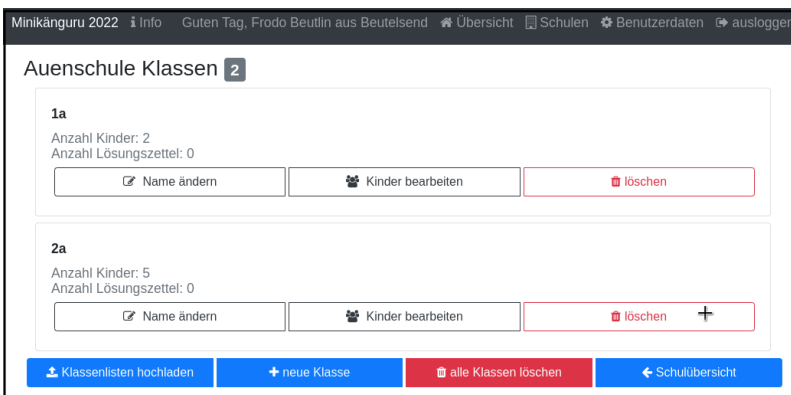 Minikänguru 2022 Info Guten Tag, Frodo Beutlin aus Beutelsend Übersicht Schulen Benutzerdaten ausloggen
Auenschule Klassen 2
1a
Anzahl Kinder: 2
Anzahl Lösungszettel: 0
Name ändern Kinder bearbeiten löschen
2a
Anzahl Kinder: 5
Anzahl Lösungszettel: 0
Name ändern Kinder bearbeiten löschen
Klassenlisten hochladen neue Klasse alle Klassen löschen Schulübersicht